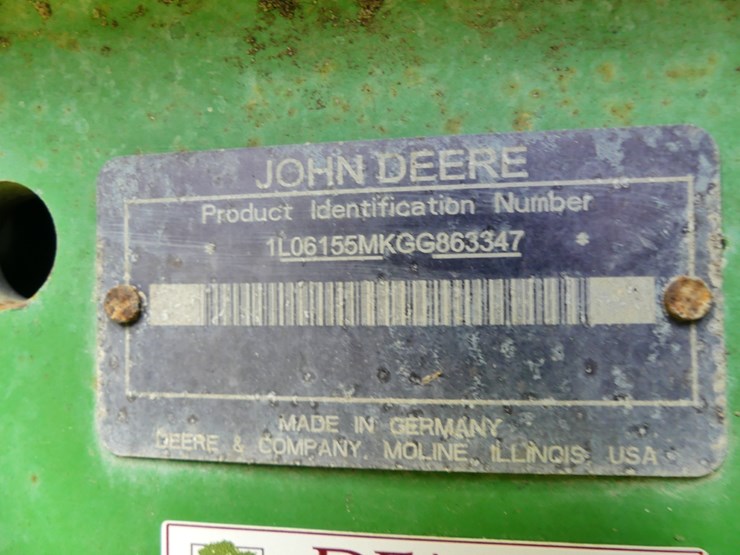 JOHN DEERE
Product Identification Number
* 1L06155MKGG863347 *
MADE IN GERMANY
DEERE & COMPANY MOLINE ILLINOIS USA